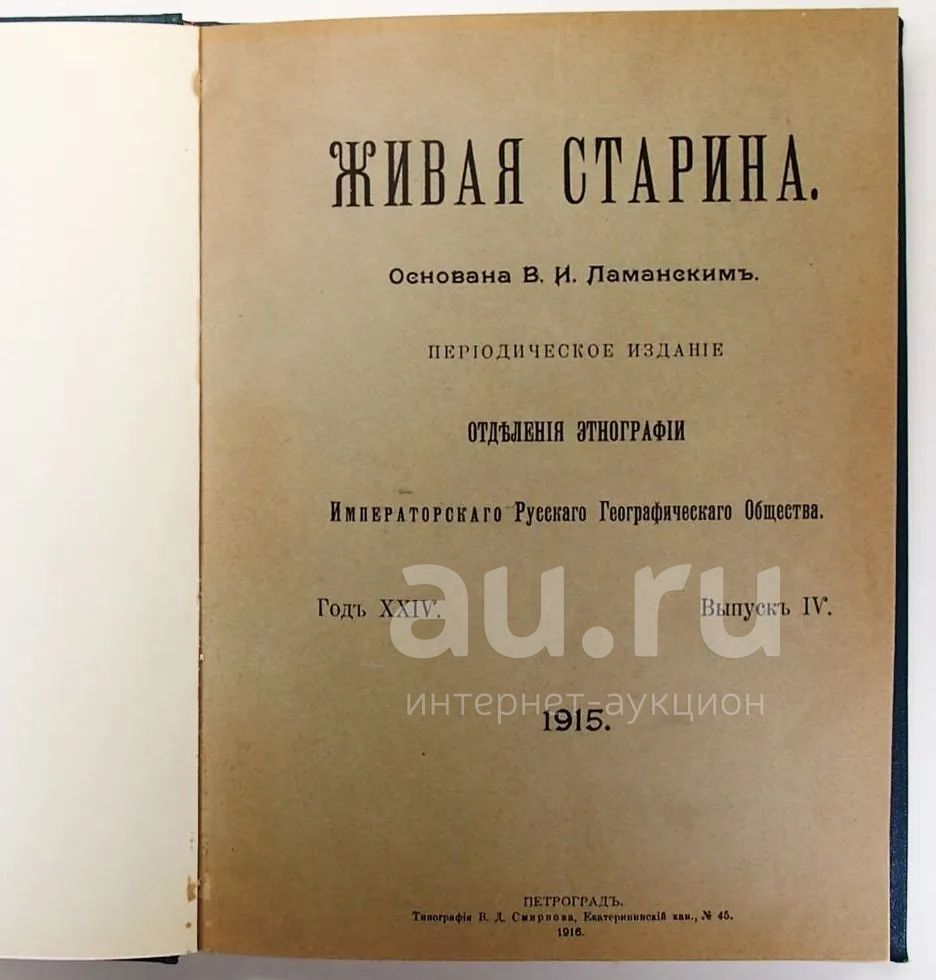 ЖИВАЯ СТАРИНА.
Основана В. И. Ламанскимъ.
ПЕРІОДИЧЕСКОЕ ИЗДАНІЕ
ОТДѢЛЕНІЯ ЭТНОГРАФІИ
ИМПЕРАТОРСКАГО Русскаго Географическаго Общества.
Годъ XXIV. Выпускъ IV.
au.ru
интернет-аукцион
1915.
ПЕТРОГРАДЪ.
Типографія В. Д. Смирнова, Екатерининскій кан., № 45.
1916.